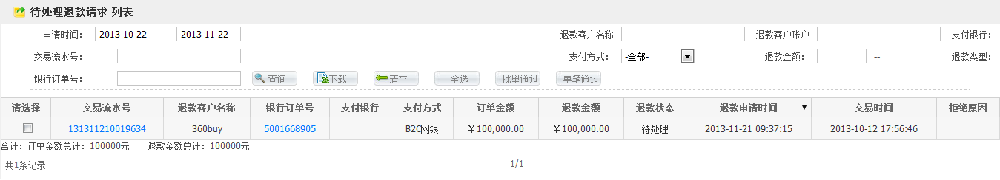 待处理退款请求 列表
申请时间： 2013-10-22 -- 2013-11-22 退款客户名称 退款客户账户 支付银行：
交易流水号： 支付方式： -全部- 退款金额： -- 退款类型：
银行订单号： 查询 下载 清空 全选 批量通过 单笔通过
请选择 交易流水号 退款客户名称 银行订单号 支付银行 支付方式 订单金额 退款金额 退款状态 退款申请时间 ▼ 交易时间 拒绝原因
131311210019634 360buy 5001668905 B2C网银 ￥100,000.00 ￥100,000.00 待处理 2013-11-21 09:37:15 2013-10-12 17:56:46
合计：订单金额总计：100000元 退款金额总计：100000元
共1条记录 1/1